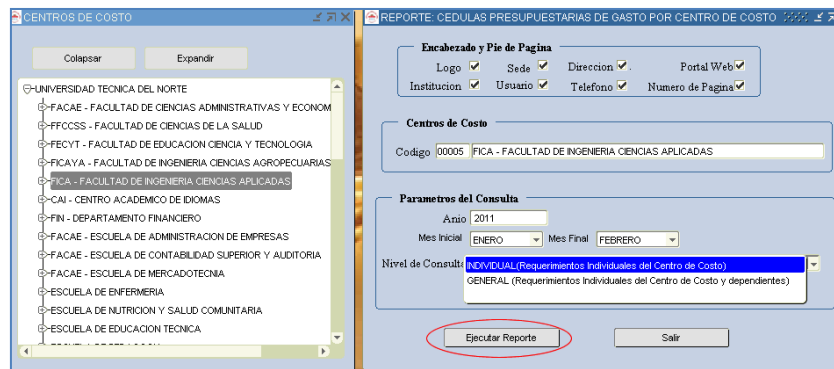 CENTROS DE COSTO
Colapsar Expandir
UNIVERSIDAD TECNICA DEL NORTE
FACAE - FACULTAD DE CIENCIAS ADMINISTRATIVAS Y ECONOM
FFCCSS - FACULTAD DE CIENCIAS DE LA SALUD
FECYT - FACULTAD DE EDUCACION CIENCIA Y TECNOLOGIA
FICAYA - FACULTAD DE INGENIERIA CIENCIAS AGROPECUARIAS
FICA - FACULTAD DE INGENIERIA CIENCIAS APLICADAS
CAI - CENTRO ACADEMICO DE IDIOMAS
FIN - DEPARTAMENTO FINANCIERO
FACAE - ESCUELA DE ADMINISTRACION DE EMPRESAS
FACAE - ESCUELA DE CONTABILIDAD SUPERIOR Y AUDITORIA
FACAE - ESCUELA DE MERCADOTECNIA
ESCUELA DE ENFERMERIA
ESCUELA DE NUTRICION Y SALUD COMUNITARIA
ESCUELA DE EDUCACION TECNICA
REPORTE: CEDULAS PRESUPUESTARIAS DE GASTO POR CENTRO DE COSTO
Encabezado y Pie de Pagina
Logo Sede Direccion . Portal Web
Institucion Usuario Telefono Numero de Pagina
Centros de Costo
Codigo 00005 FICA - FACULTAD DE INGENIERIA CIENCIAS APLICADAS
Parametros del Consulta
Anio 2011
Mes Inicial ENERO Mes Final FEBRERO
Nivel de Consulta INDIVIDUAL(Requerimientos Individuales del Centro de Costo)
GENERAL (Requerimientos Individuales del Centro de Costo y dependientes)
Ejecutar Reporte Salir